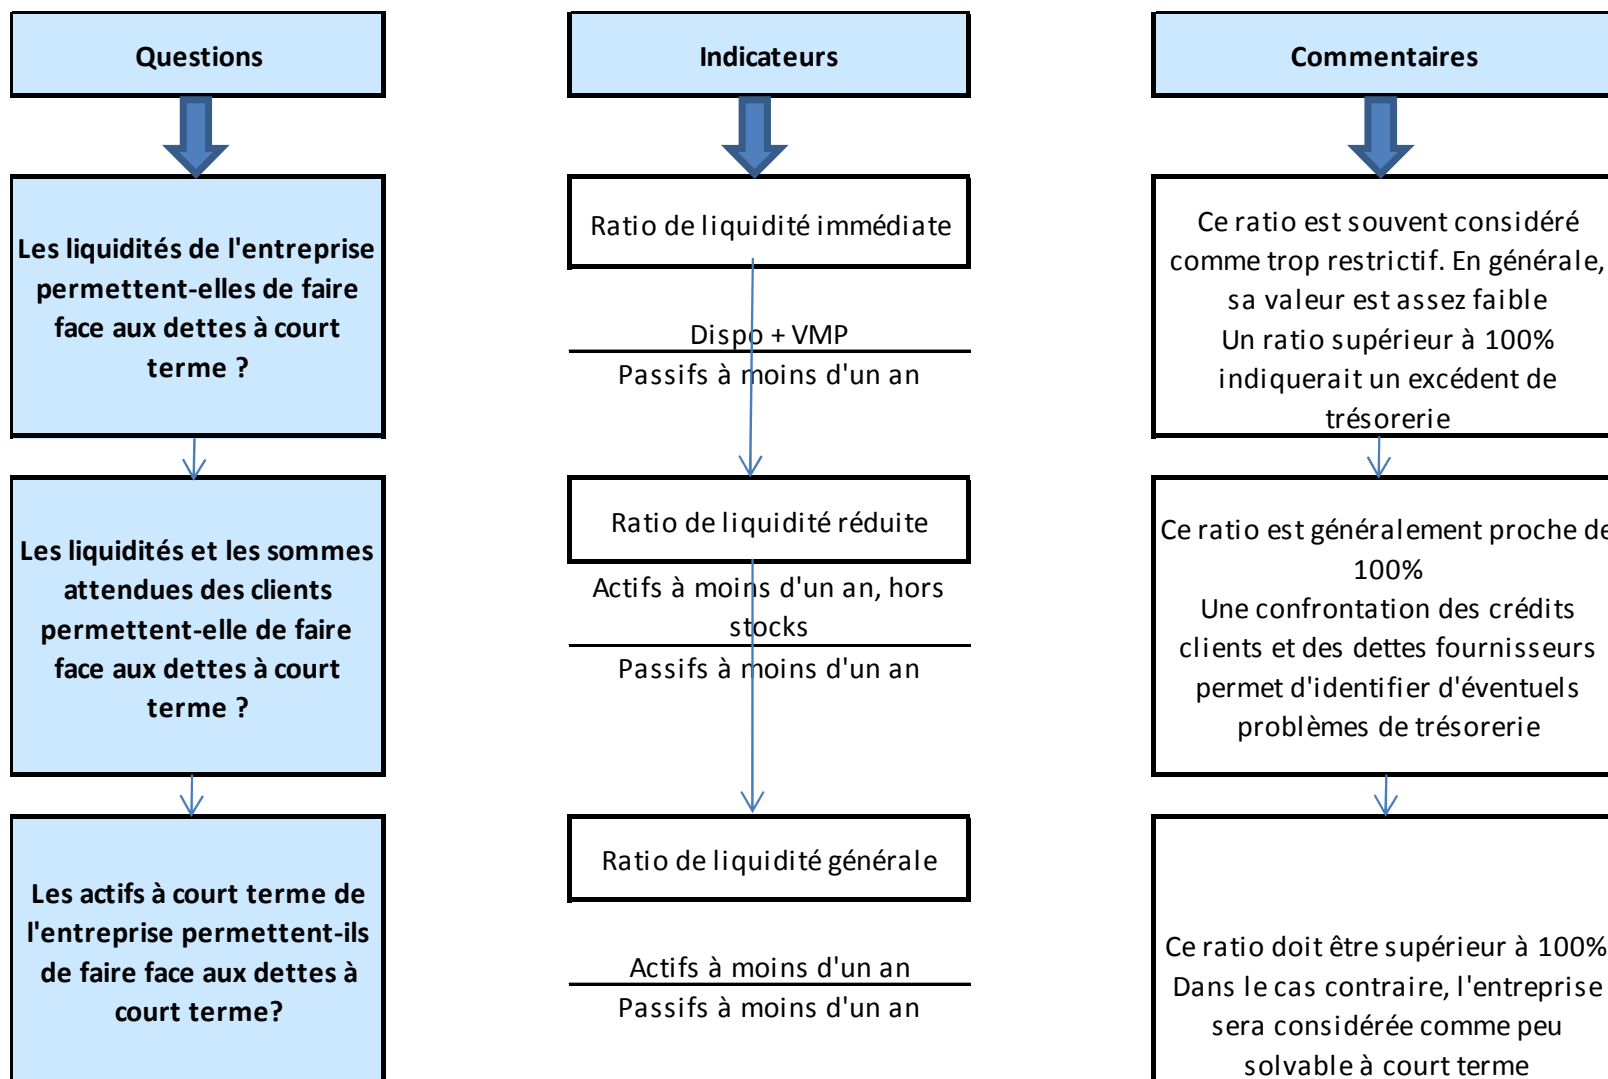 Questions
Indicateurs
Commentaires
Les liquidités de l'entreprise
permettent-elles de faire
face aux dettes à court
terme ?
Ratio de liquidité immédiate
Dispo + VMP
Passifs à moins d'un an
Ce ratio est souvent considéré
comme trop restrictif. En générale,
sa valeur est assez faible
Un ratio supérieur à 100%
indiquerait un excédent de
trésorerie
Les liquidités et les sommes
attendues des clients
permettent-elle de faire
face aux dettes à court
terme ?
Ratio de liquidité réduite
Actifs à moins d'un an, hors
stocks
Passifs à moins d'un an
Ce ratio est généralement proche de
100%
Une confrontation des crédits
clients et des dettes fournisseurs
permet d'identifier d'éventuels
problèmes de trésorerie
Les actifs à court terme de
l'entreprise permettent-ils
de faire face aux dettes à
court terme?
Ratio de liquidité générale
Actifs à moins d'un an
Passifs à moins d'un an
Ce ratio doit être supérieur à 100%
Dans le cas contraire, l'entreprise
sera considérée comme peu
solvable à court terme